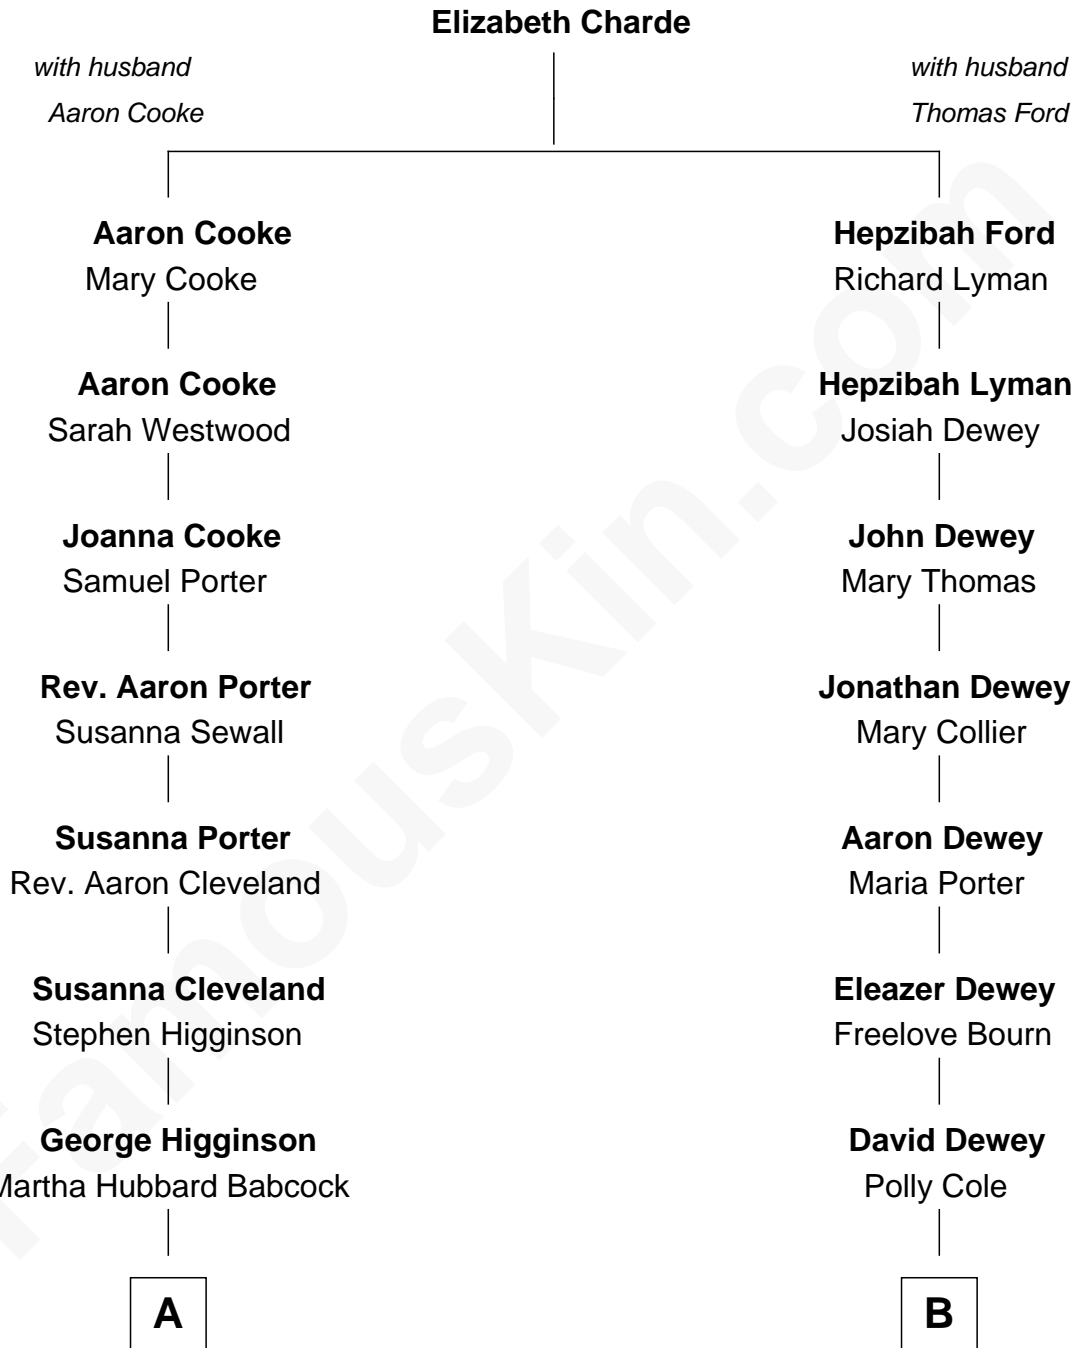 Elizabeth Charde
with husband
Aaron Cooke
with husband
Thomas Ford
Aaron Cooke
Mary Cooke
Hepzibah Ford
Richard Lyman
Aaron Cooke
Sarah Westwood
Hepzibah Lyman
Josiah Dewey
Joanna Cooke
Samuel Porter
John Dewey
Mary Thomas
Rev. Aaron Porter
Susanna Sewall
Jonathan Dewey
Mary Collier
Susanna Porter
Rev. Aaron Cleveland
Aaron Dewey
Maria Porter
Susanna Cleveland
Stephen Higginson
Eleazer Dewey
Freelove Bourn
George Higginson
Martha Hubbard Babcock
David Dewey
Polly Cole
A
B
FamousKin.com